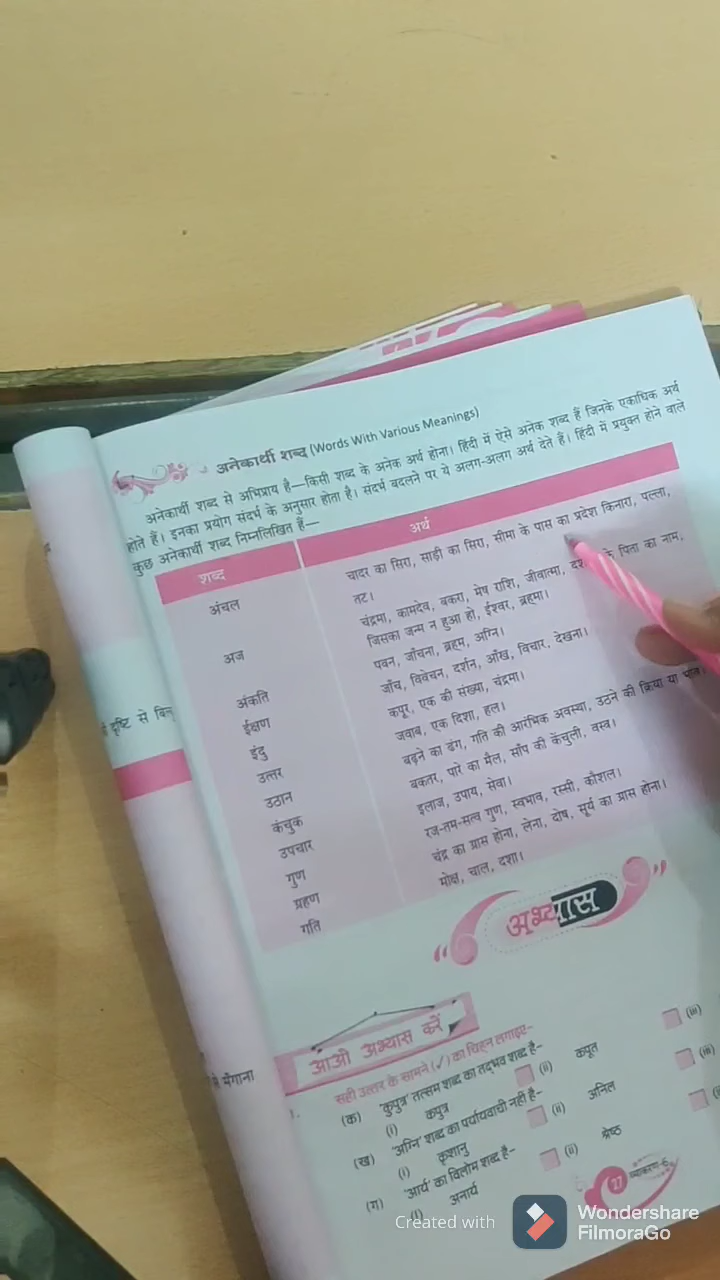 अनेकार्थी शब्द (Words With Various Meanings)
अनेकार्थी शब्द से अभिप्राय है—किसी शब्द के अनेक अर्थ होना। हिंदी में ऐसे अनेक शब्द हैं जिनके एकाधिक अर्थ
होते हैं। इनका प्रयोग संदर्भ के अनुसार होता है। संदर्भ बदलने पर ये अलग-अलग अर्थ देते हैं। हिंदी में प्रयुक्त होने वाले
कुछ अनेकार्थी शब्द निम्नलिखित हैं—
शब्द अर्थ
अंचल चादर का सिरा, साड़ी का सिरा, सीमा के पास का प्रदेश किनारा, पल्ला,
तट।
अज चंद्रमा, कामदेव, बकरा, मेष राशि, जीवात्मा, के पिता का नाम,
जिसका जन्म न हुआ हो, ईश्वर, ब्रह्मा।
अंकति पवन, जाँचना, ब्रह्म, अग्नि।
ईक्षण जाँच, विवेचन, दर्शन, आँख, विचार, देखना।
इंदु कपूर, एक की संख्या, चंद्रमा।
उत्तर जवाब, एक दिशा, हल।
उठान बढ़ने का ढंग, गति की आरंभिक अवस्था, उठने की क्रिया या
कंचुक बकतर, पारे का मैल, साँप की केंचुली, वस्त्र।
उपचार इलाज, उपाय, सेवा।
गुण रज-तम-सत्व गुण, स्वभाव, रस्सी, कौशल।
ग्रहण चंद्र का ग्रास होना, लेना, दोष, सूर्य का ग्रास होना।
गति मोक्ष, चाल, दशा।
अभ्यास
आओ अभ्यास करें
सही उत्तर के सामने (✓) का चिह्न लगाइए-
(क) 'कुपुत्र' तत्सम शब्द का तद्भव शब्द है-
(i) कपुत्र (ii) कपूत (iii)
(ख) 'अग्नि' शब्द का पर्यायवाची नहीं है-
(i) कृशानु (ii) अनिल (iii)
(ग) 'आर्य' का विलोम शब्द है-
(i) अनार्य (ii) श्रेष्ठ
27 व्याकरण-6
दृष्टि से
मँगाना
Created with Wondershare
FilmoraGo